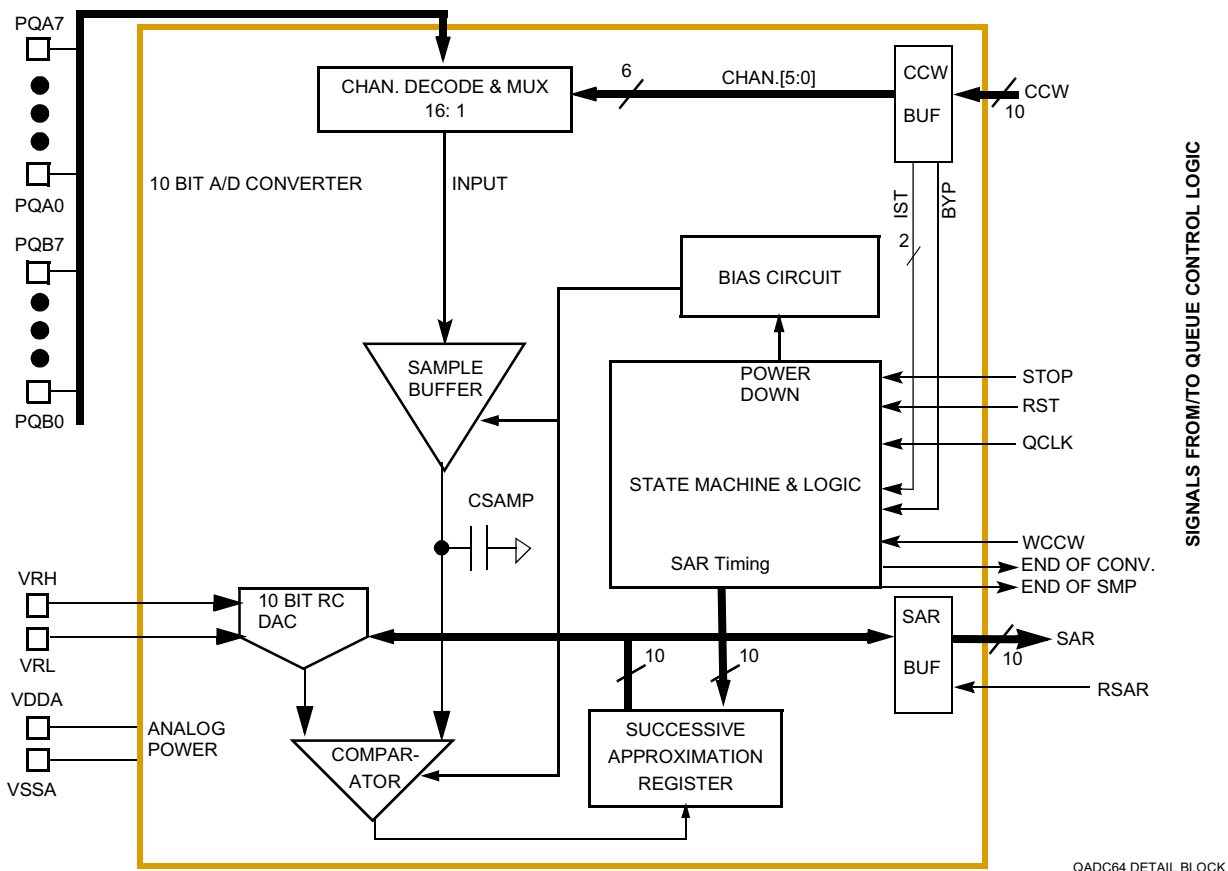 PQA7
PQA0
PQB7
PQB0
CHAN. DECODE & MUX
16: 1
6
CHAN.[5:0]
CCW
BUF
CCW
10
10 BIT A/D CONVERTER
INPUT
IST
BYP
2
BIAS CIRCUIT
SAMPLE
BUFFER
POWER
DOWN
STATE MACHINE & LOGIC
SAR Timing
STOP
RST
QCLK
WCCW
END OF CONV.
END OF SMP
CSAMP
VRH
VRL
10 BIT RC
DAC
10
10
SAR
BUF
SAR
10
RSAR
VDDA
VSSA
ANALOG
POWER
COMPAR-
ATOR
SUCCESSIVE
APPROXIMATION
REGISTER
SIGNALS FROM/TO QUEUE CONTROL LOGIC
QADC64 DETAIL BLOCK